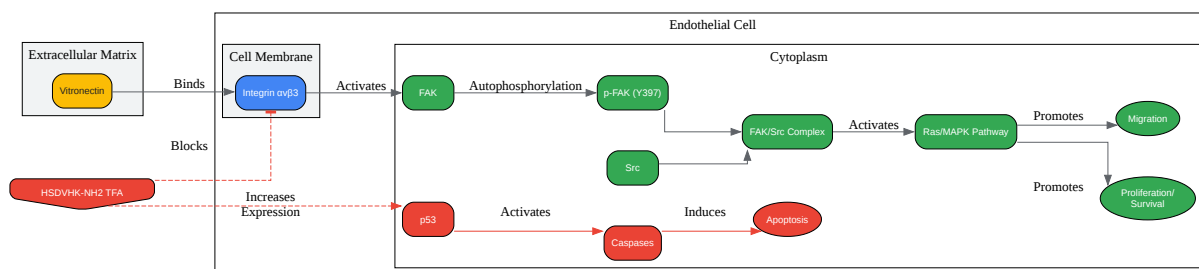 Endothelial Cell
Extracellular Matrix
Cell Membrane
Cytoplasm
Vitronectin
Binds
Integrin αvβ3
Activates
FAK
Autophosphorylation
p-FAK (Y397)
Blocks
Src
FAK/Src Complex
Activates
Ras/MAPK Pathway
Promotes
Migration
Promotes
Proliferation/
Survival
HSDVHK-NH2 TFA
Increases
Expression
p53
Activates
Caspases
Induces
Apoptosis